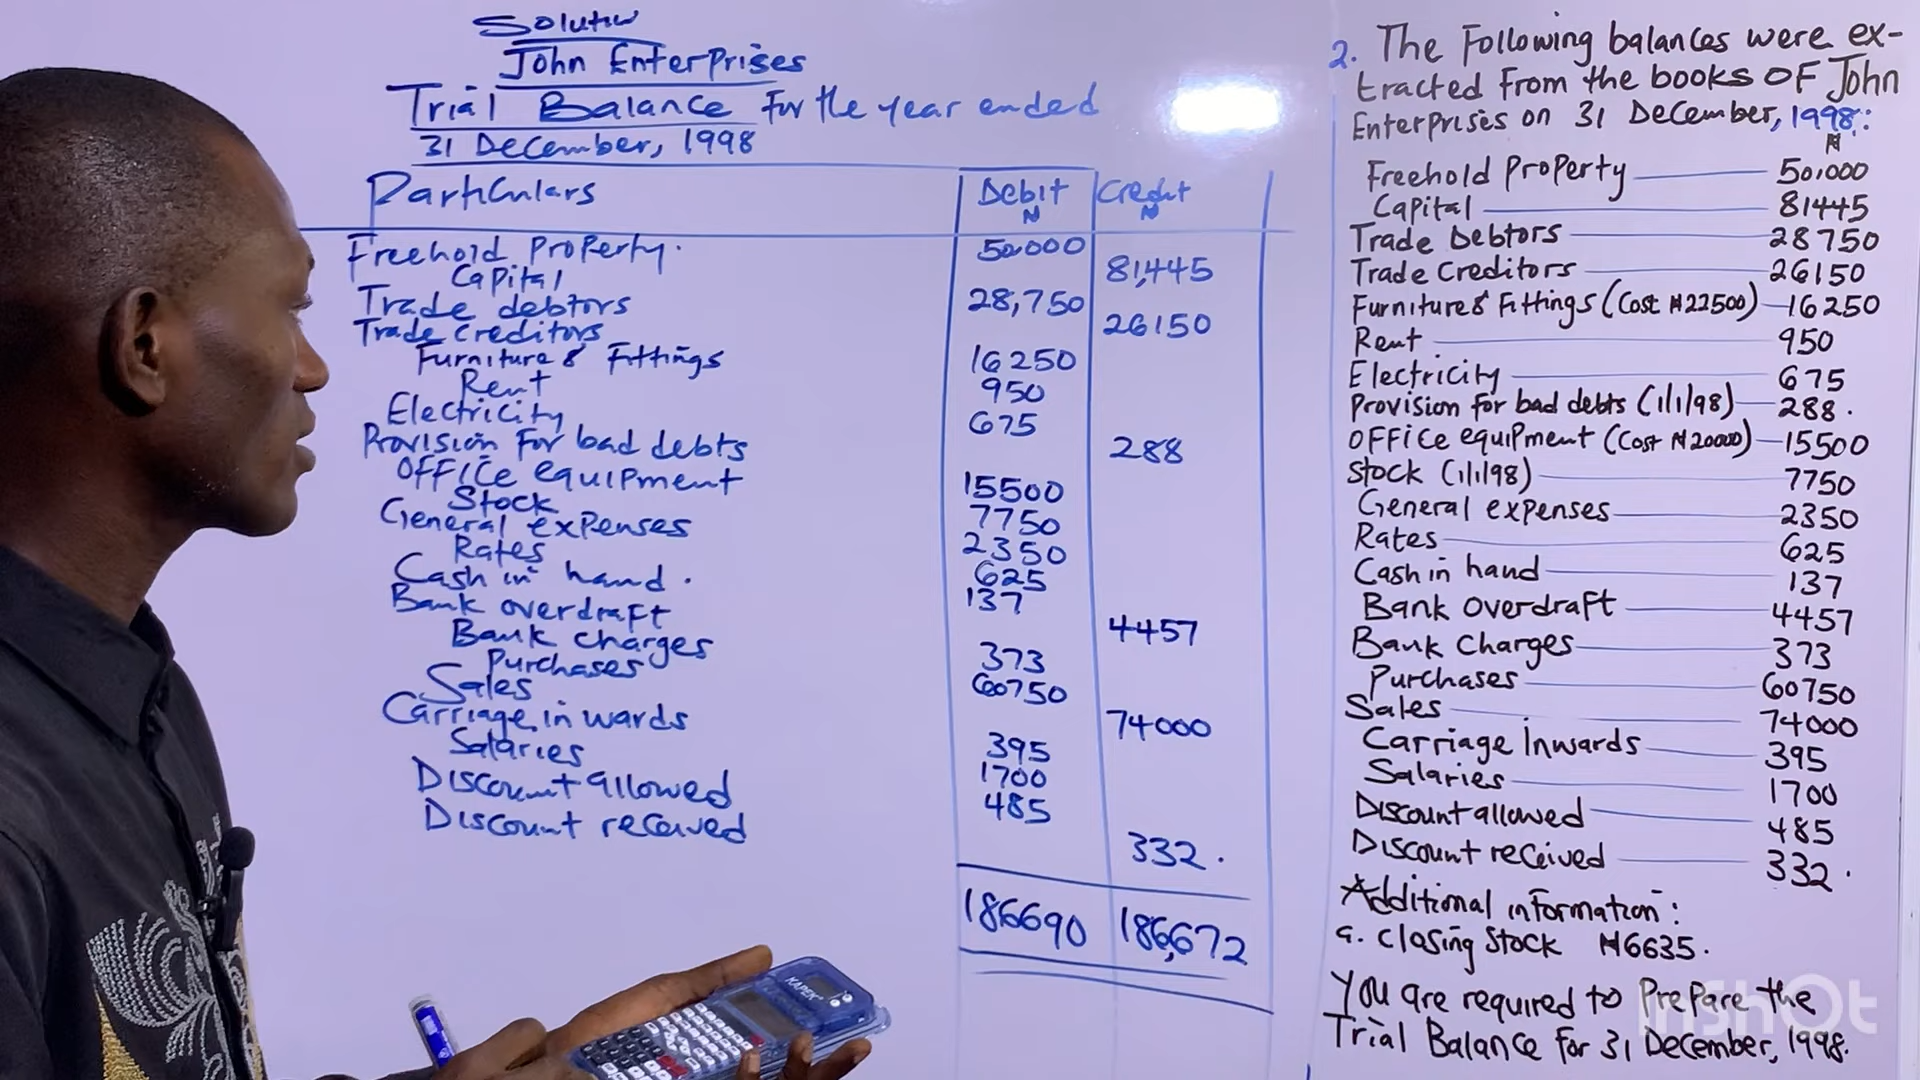 Solution
John Enterprises
Trial Balance for the year ended
31 December, 1998
Particulars Debit Credit
₦ ₦
Freehold Property. 50,000
Capital 81,445
Trade debtors 28,750
Trade creditors 26150
Furniture & Fittings 16250
Rent 950
Electricity 675
Provision for bad debts 288
Office equipment 15500
Stock 7750
General expenses 2350
Rates 625
Cash in hand. 137
Bank overdraft 4457
Bank charges 373
Purchases 60750
Sales 74000
Carriage in wards 395
Salaries 1700
Discount allowed 485
Discount received 332.
186690 186,672
2. The Following balances were ex-
tracted from the books of John
Enterprises on 31 December, 1998:
₦
Freehold Property 50,000
Capital 81445
Trade Debtors 28750
Trade Creditors 26150
Furniture & Fittings (Cost ₦22500) 16250
Rent 950
Electricity 675
Provision for bad debts (1/1/98) 288.
Office equipment (Cost ₦20000) 15500
Stock (1/1/98) 7750
General expenses 2350
Rates 625
Cash in hand 137
Bank overdraft 4457
Bank Charges 373
Purchases 60750
Sales 74000
Carriage Inwards 395
Salaries 1700
Discount allowed 485
Discount received 332.
Additional information:
a. Closing Stock ₦6635.
You are required to Prepare the
Trial Balance for 31 December, 1998.
InShOt
KAPEK